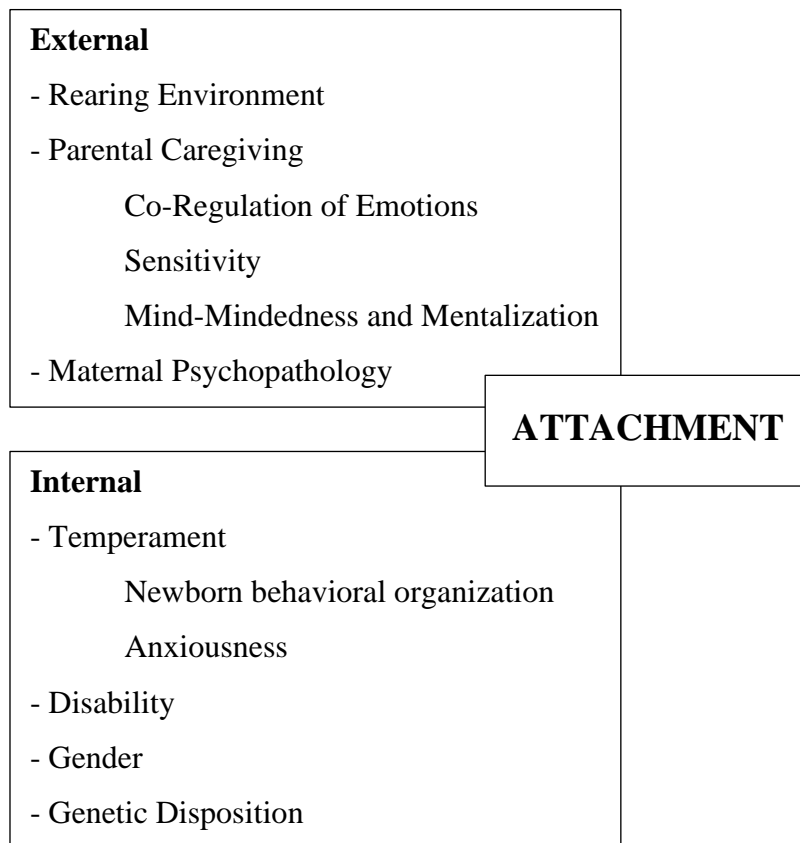 External
- Rearing Environment
- Parental Caregiving
Co-Regulation of Emotions
Sensitivity
Mind-Mindedness and Mentalization
- Maternal Psychopathology
ATTACHMENT
Internal
- Temperament
Newborn behavioral organization
Anxiousness
- Disability
- Gender
- Genetic Disposition